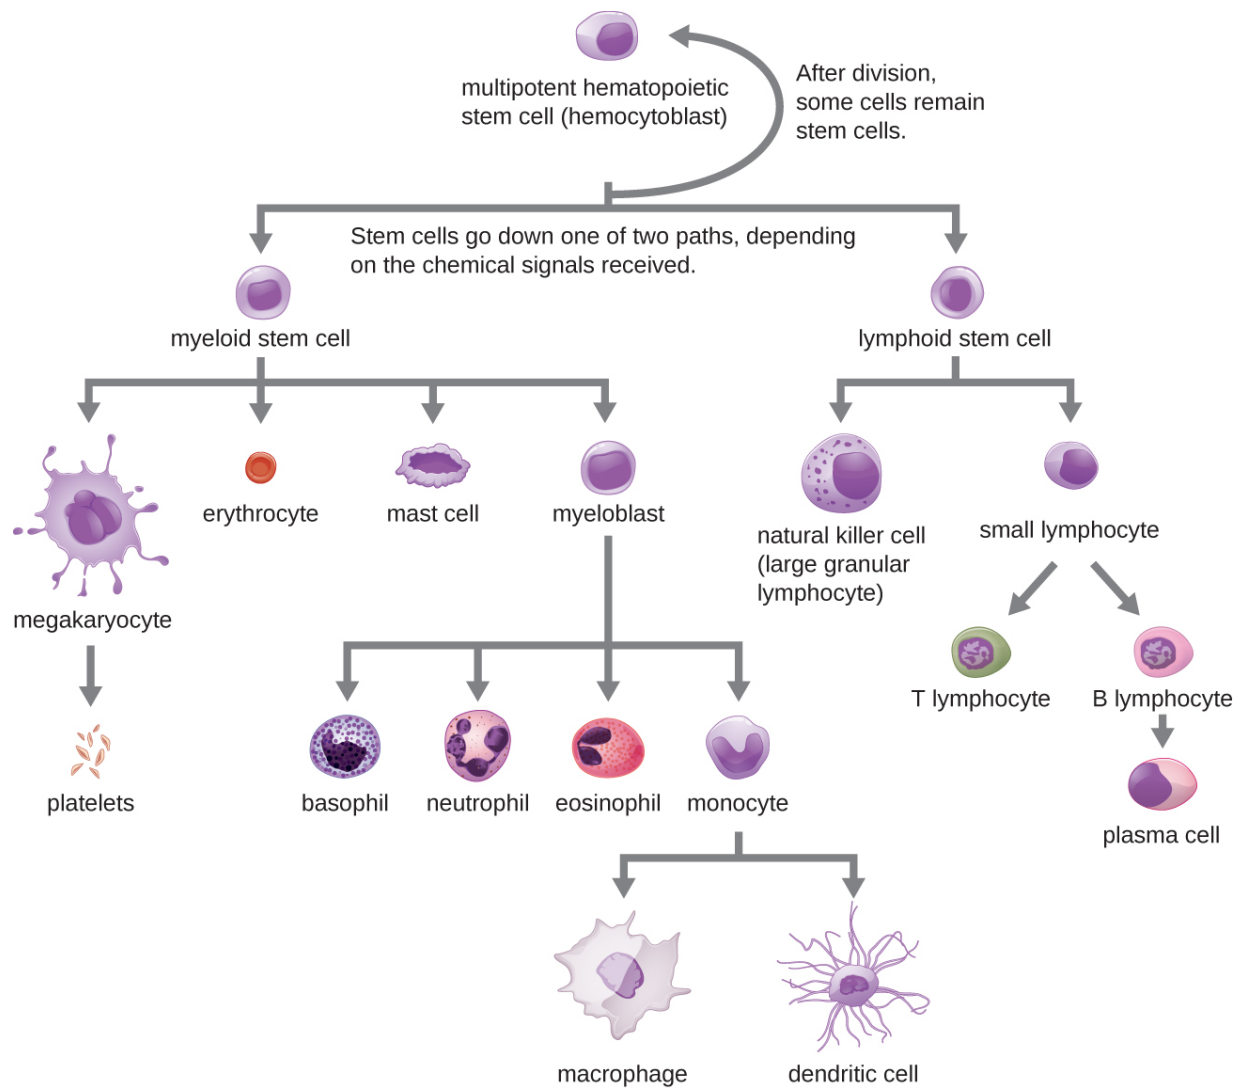 multipotent hematopoietic
stem cell (hemocytoblast)
After division,
some cells remain
stem cells.
Stem cells go down one of two paths, depending
on the chemical signals received.
myeloid stem cell
lymphoid stem cell
megakaryocyte
erythrocyte
mast cell
myeloblast
natural killer cell
(large granular
lymphocyte)
small lymphocyte
T lymphocyte
B lymphocyte
platelets
basophil
neutrophil
eosinophil
monocyte
plasma cell
macrophage
dendritic cell